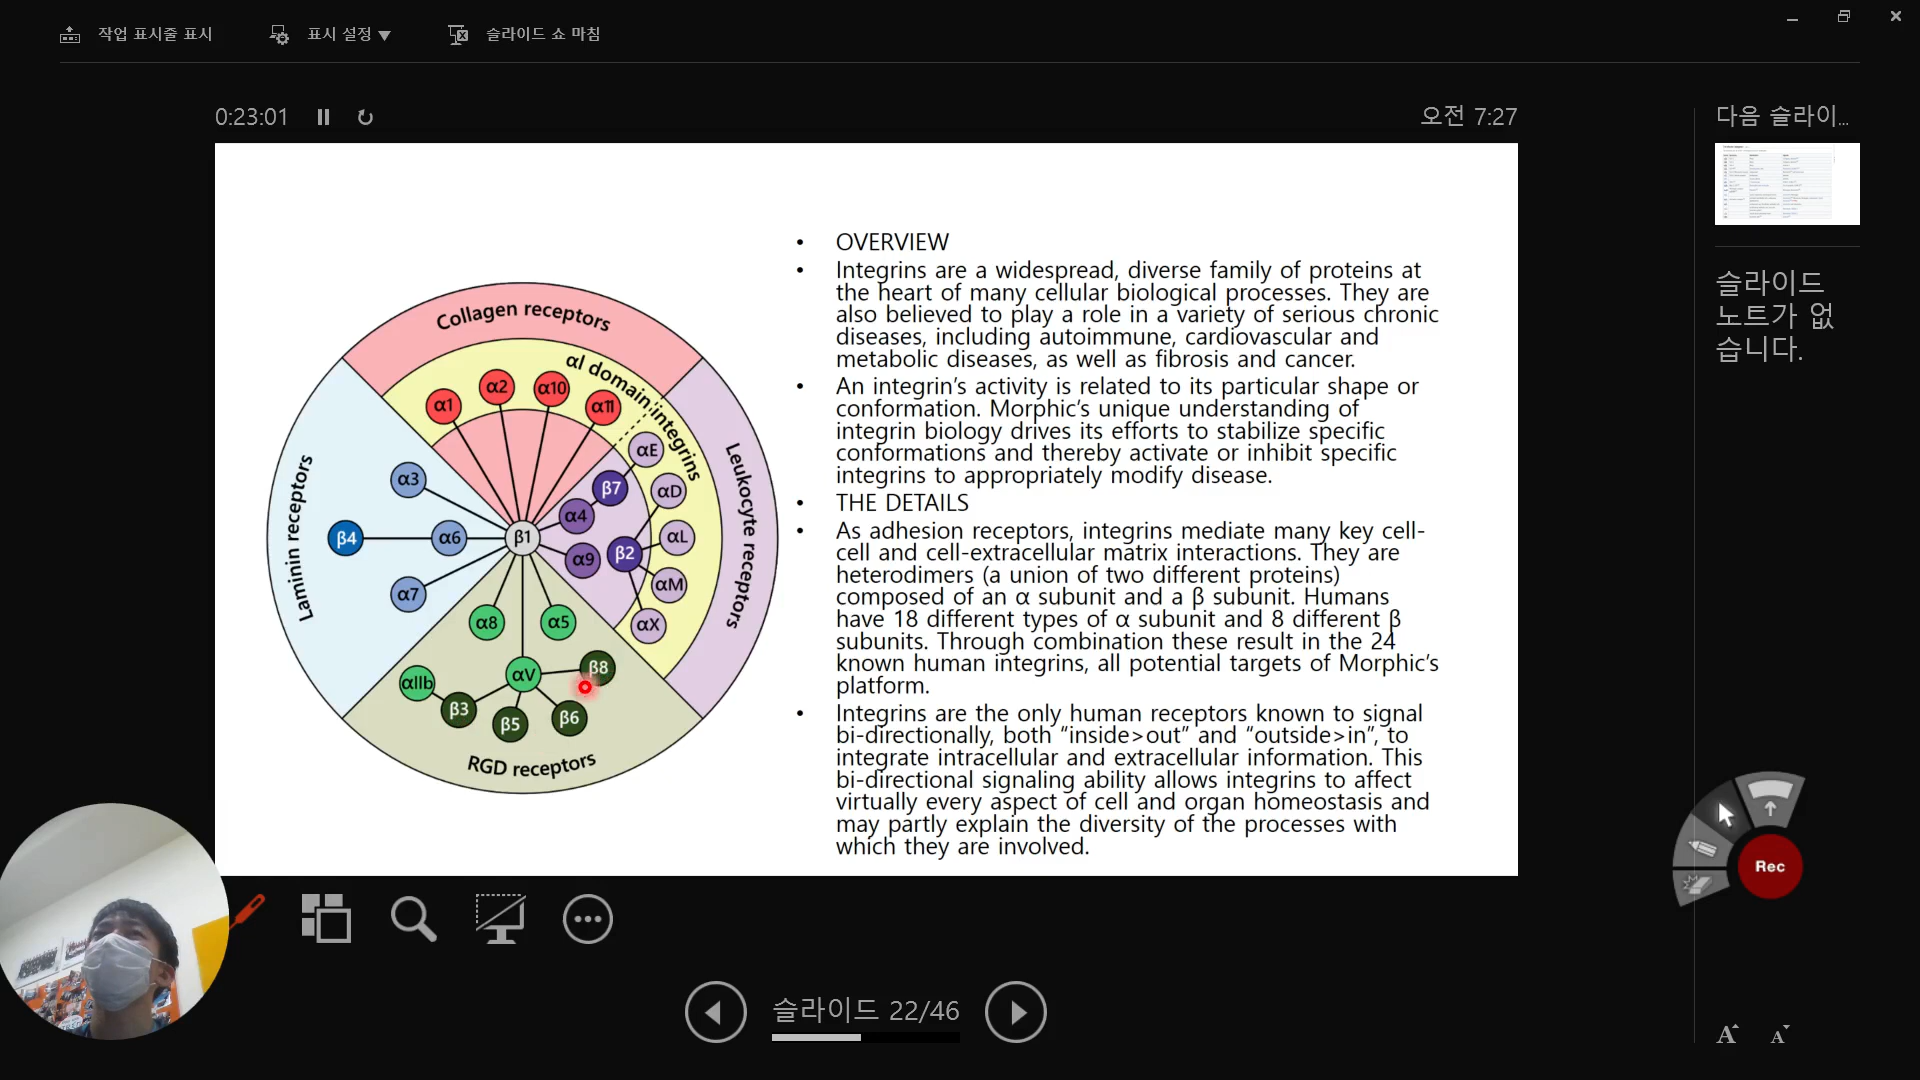 작업 표시줄 표시
표시 설정 ▼
슬라이드 쇼 마침
0:23:01
오전 7:27
다음 슬라이...
슬라이드
노트가 없
습니다.
Collagen receptors
αI domain integrins
Leukocyte receptors
Laminin receptors
RGD receptors
α1
α2
α10
α11
αE
β7
αD
α4
αL
β2
α9
αM
αX
α3
β4
α6
β1
α7
α8
α5
αV
β8
αIIb
β3
β5
β6
• OVERVIEW
• Integrins are a widespread, diverse family of proteins at
the heart of many cellular biological processes. They are
also believed to play a role in a variety of serious chronic
diseases, including autoimmune, cardiovascular and
metabolic diseases, as well as fibrosis and cancer.
• An integrin’s activity is related to its particular shape or
conformation. Morphic’s unique understanding of
integrin biology drives its efforts to stabilize specific
conformations and thereby activate or inhibit specific
integrins to appropriately modify disease.
• THE DETAILS
• As adhesion receptors, integrins mediate many key cell-
cell and cell-extracellular matrix interactions. They are
heterodimers (a union of two different proteins)
composed of an α subunit and a β subunit. Humans
have 18 different types of α subunit and 8 different β
subunits. Through combination these result in the 24
known human integrins, all potential targets of Morphic’s
platform.
• Integrins are the only human receptors known to signal
bi-directionally, both “inside>out” and “outside>in”, to
integrate intracellular and extracellular information. This
bi-directional signaling ability allows integrins to affect
virtually every aspect of cell and organ homeostasis and
may partly explain the diversity of the processes with
which they are involved.
Rec
슬라이드 22/46
A
A